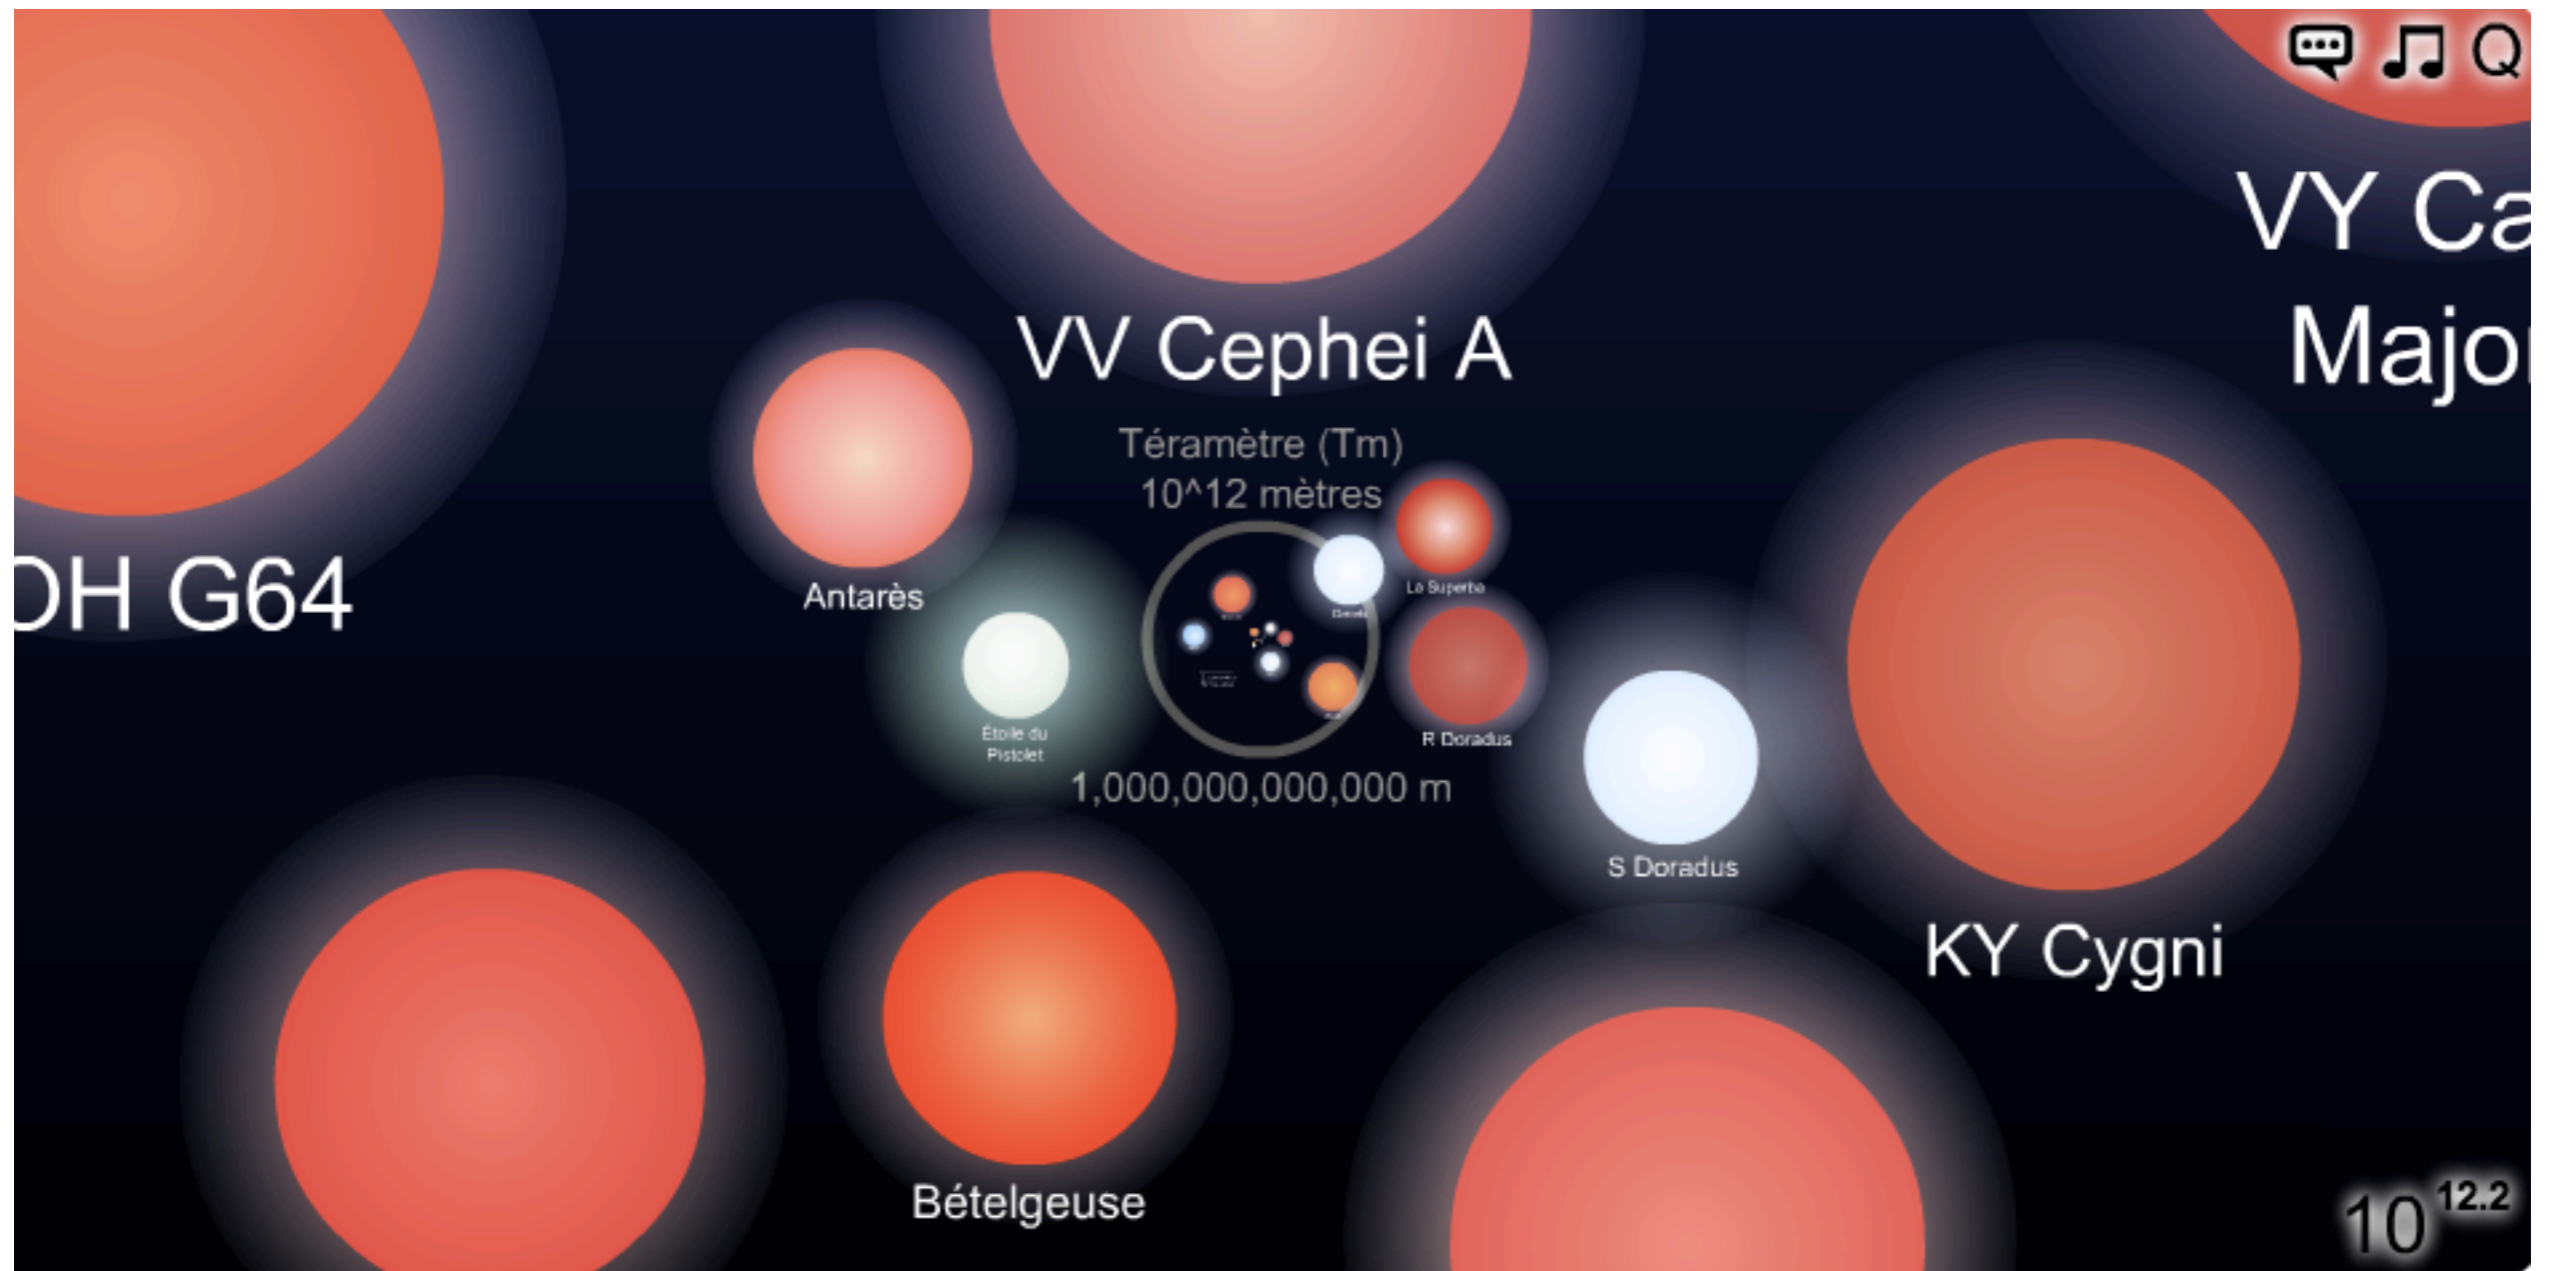 VV Cephei A
VY Ca
Major
Téramètre (Tm)
10^12 mètres
OH G64
Antarès
La Superba
Étoile du
Pistolet
R Doradus
1,000,000,000,000 m
S Doradus
KY Cygni
Bételgeuse
10^12.2